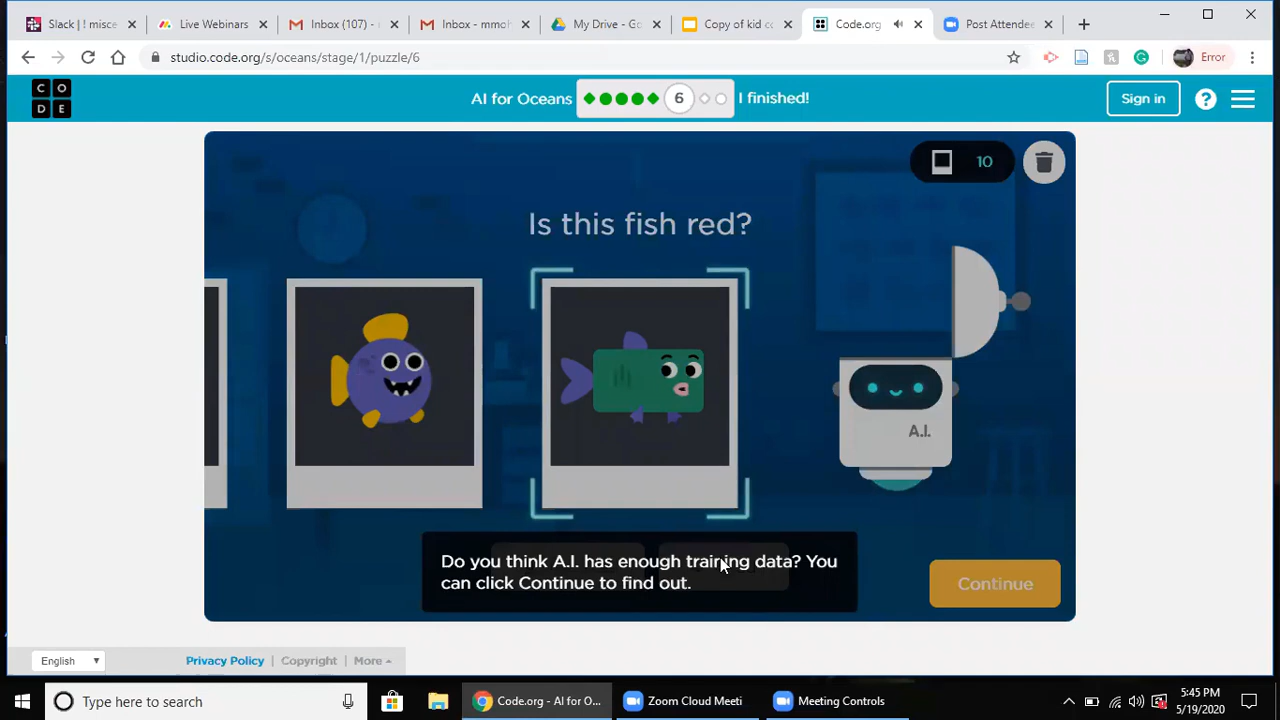 Slack | ! misce
Live Webinars
Inbox (107) -
Inbox - mmoh
My Drive - Go
Copy of kid co
Code.org
Post Attendee
studio.code.org/s/oceans/stage/1/puzzle/6
Error
C O
D E
AI for Oceans
6
I finished!
Sign in
?
10
Is this fish red?
A.I.
Do you think A.I. has enough training data? You
can click Continue to find out.
Continue
English
Privacy Policy | Copyright | More
Type here to search
Code.org - AI for O...
Zoom Cloud Meeti
Meeting Controls
5:45 PM
5/19/2020